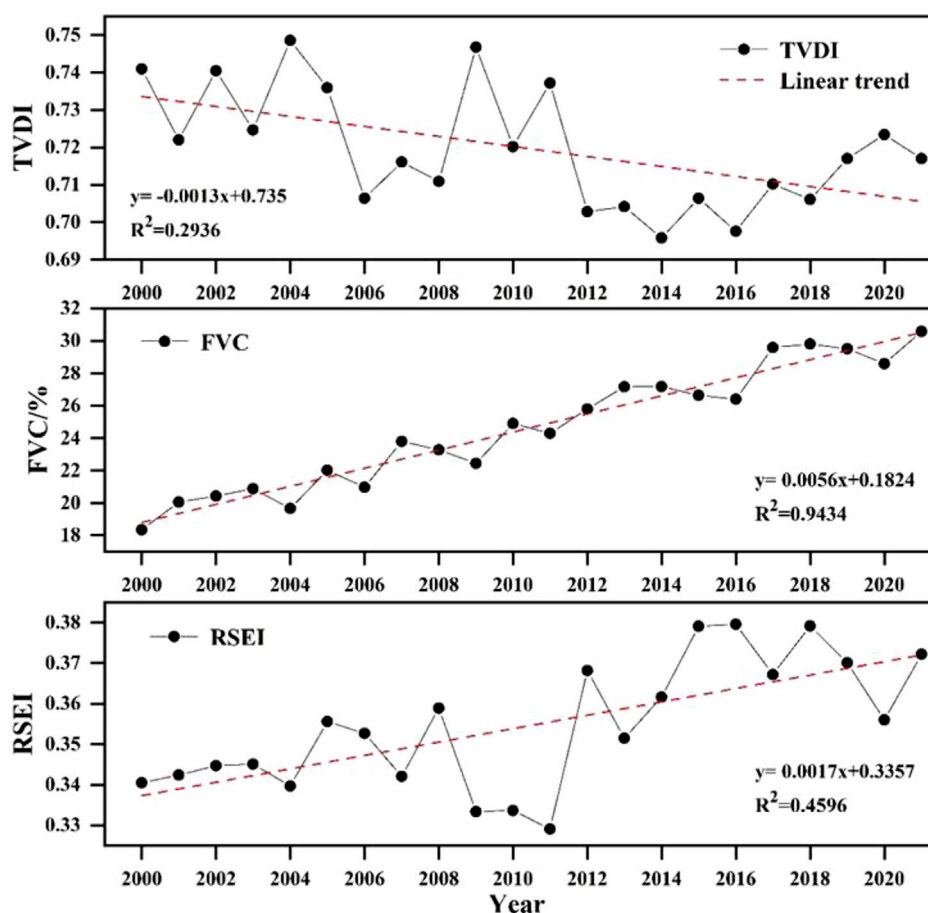 0.75
0.74
0.73
0.72
0.71
0.70
0.69
TVDI
TVDI
Linear trend
y= -0.0013x+0.735
R²=0.2936
2000 2002 2004 2006 2008 2010 2012 2014 2016 2018 2020
32
30
28
26
24
22
20
18
FVC/%
FVC
y= 0.0056x+0.1824
R²=0.9434
2000 2002 2004 2006 2008 2010 2012 2014 2016 2018 2020
0.38
0.37
0.36
0.35
0.34
0.33
RSEI
RSEI
y= 0.0017x+0.3357
R²=0.4596
2000 2002 2004 2006 2008 2010 2012 2014 2016 2018 2020
Year